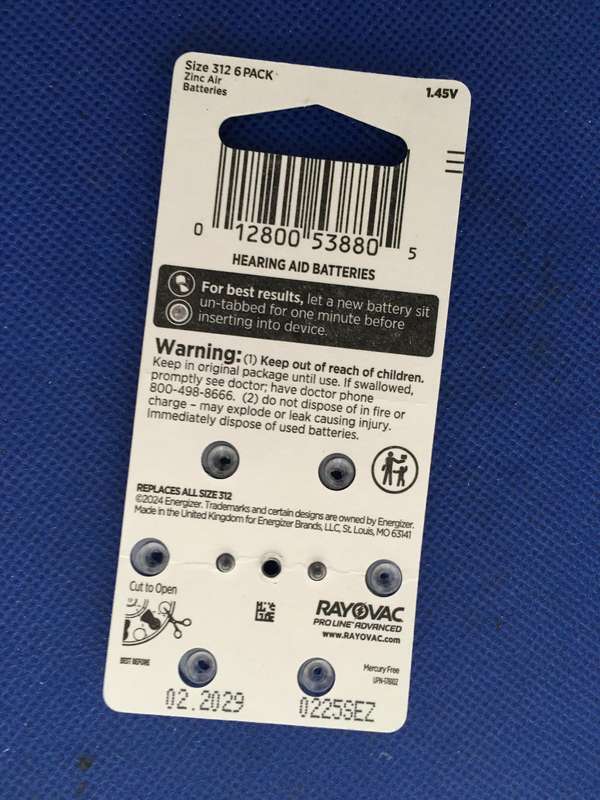 Size 312 6 PACK
Zinc Air
Batteries
1.45V
0 12800 53880 5
HEARING AID BATTERIES
For best results, let a new battery sit
un-tabbed for one minute before
inserting into device.
Warning: (1) Keep out of reach of children.
Keep in original package until use. If swallowed,
promptly see doctor; have doctor phone
800-498-8666. (2) do not dispose of in fire or
charge – may explode or leak causing injury.
Immediately dispose of used batteries.
REPLACES ALL SIZE 312
©2024 Energizer. Trademarks and certain designs are owned by Energizer.
Made in the United Kingdom for Energizer Brands, LLC, St. Louis, MO 63141
Cut to Open
RAYOVAC
PRO LINE™ ADVANCED
www.RAYOVAC.com
BEST BEFORE
Mercury Free
02.2029
0225SEZ